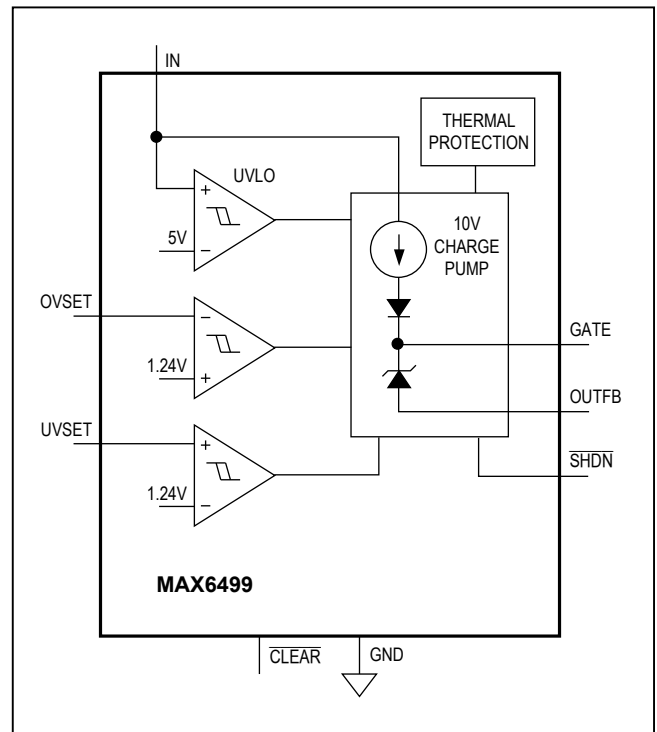 IN
THERMAL
PROTECTION
UVLO
+
5V
−
10V
CHARGE
PUMP
OVSET
−
1.24V
+
GATE
OUTFB
UVSET
+
1.24V
−
SHDN
MAX6499
CLEAR
GND